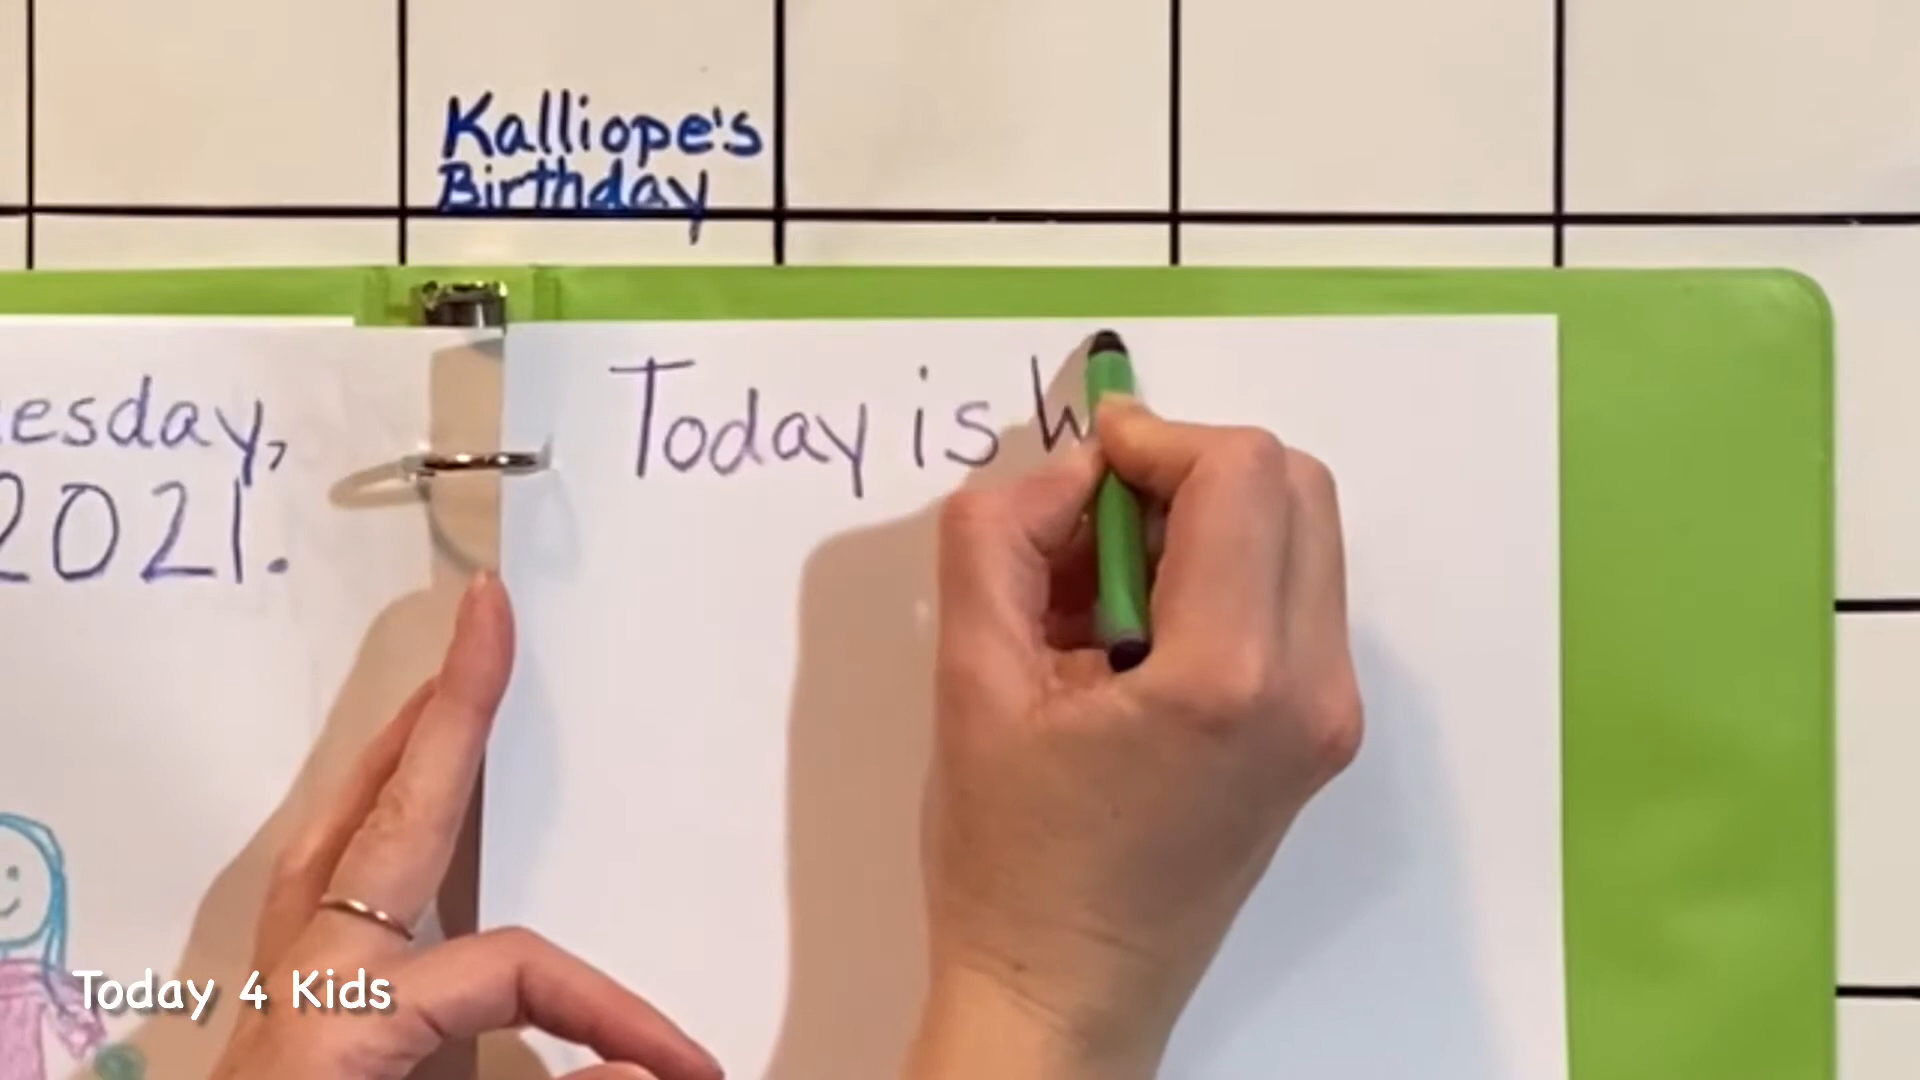 Kalliope's
Birthday
esday,
2021.
Today is W
Today 4 Kids